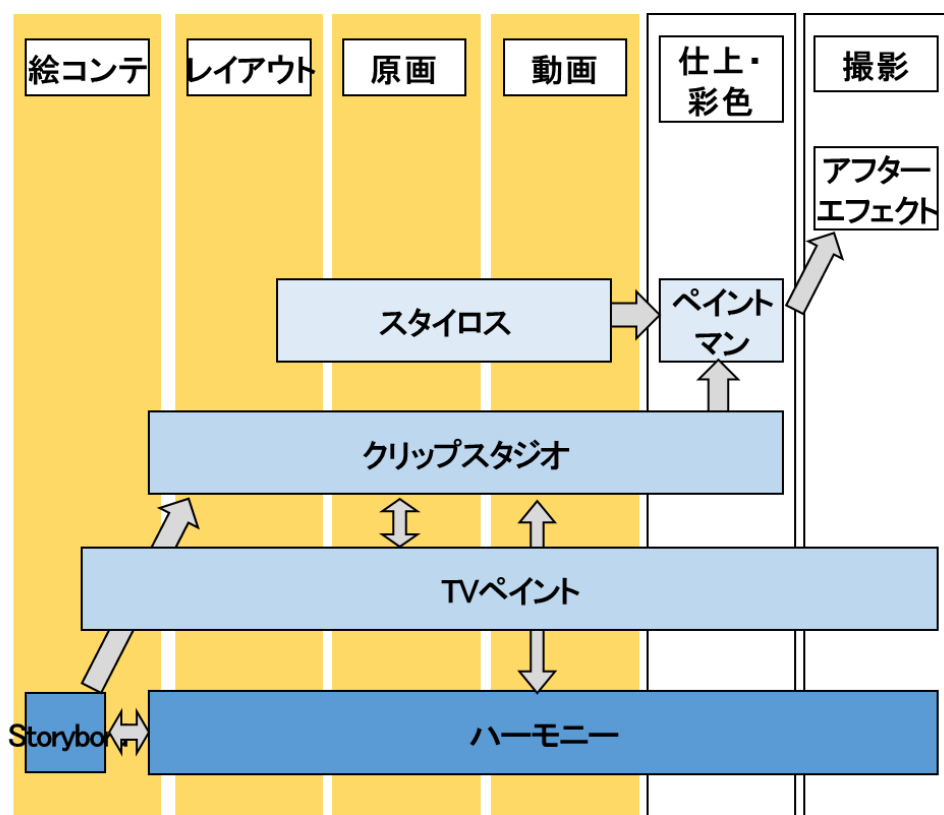 絵コンテ
レイアウト
原画
動画
仕上・
彩色
撮影
アフター
エフェクト
スタイロス
ペイント
マン
クリップスタジオ
TVペイント
Storybor.
ハーモニー